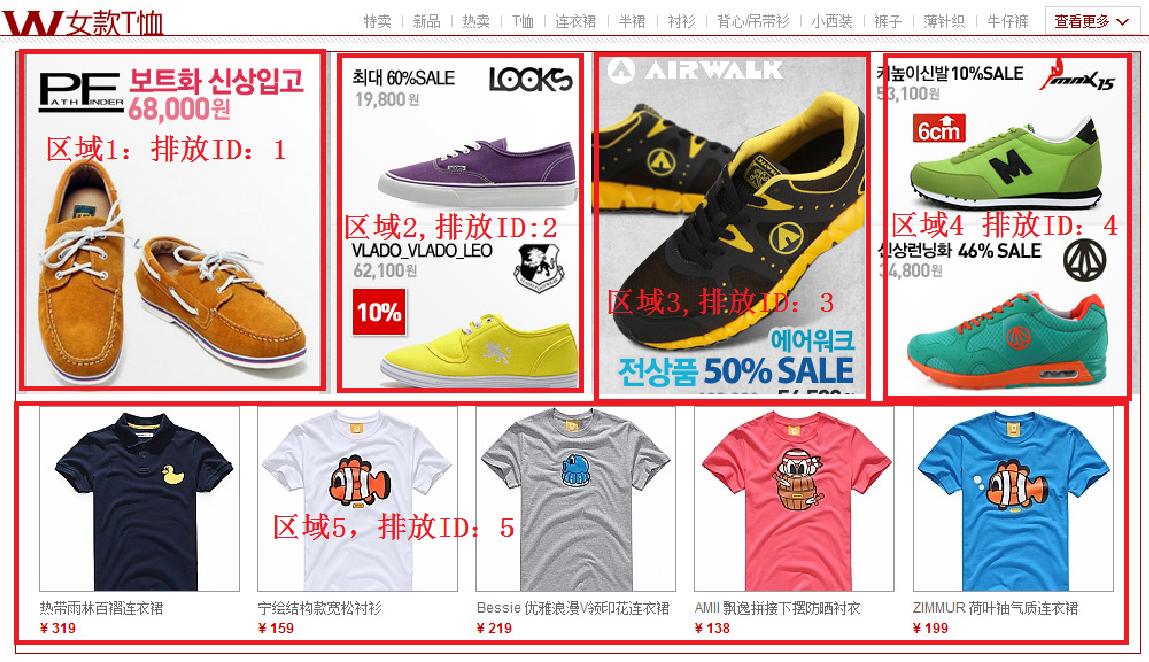 W女款T恤
特卖 新品 热卖 T恤 连衣裙 半裙 衬衫 背心/吊带衫 小西装 裤子 薄针织 牛仔裤 查看更多
PF
PATH FINDER
보트화 신상입고
68,000원
区域1：排放ID：1
최대 60%SALE
19,800원
LOOKS
区域2,排放ID:2
VLADO_VLADO_LEO
62,100원
10%
AIRWALK
区域3,排放ID：3
에어워크
전상품 50% SALE
키높이신발10%SALE
53,100원
6cm
M
区域4 排放ID：4
신상런닝화 46% SALE
34,800원
区域5，排放ID：5
热带雨林百褶连衣裙
¥ 319
宁绘结构款宽松衬衫
¥ 159
Bessie 优雅浪漫V领印花连衣裙
¥ 219
AMII 飘逸拼接下摆防晒衬衣
¥ 138
ZIMMUR 荷叶袖气质连衣裙
¥ 199